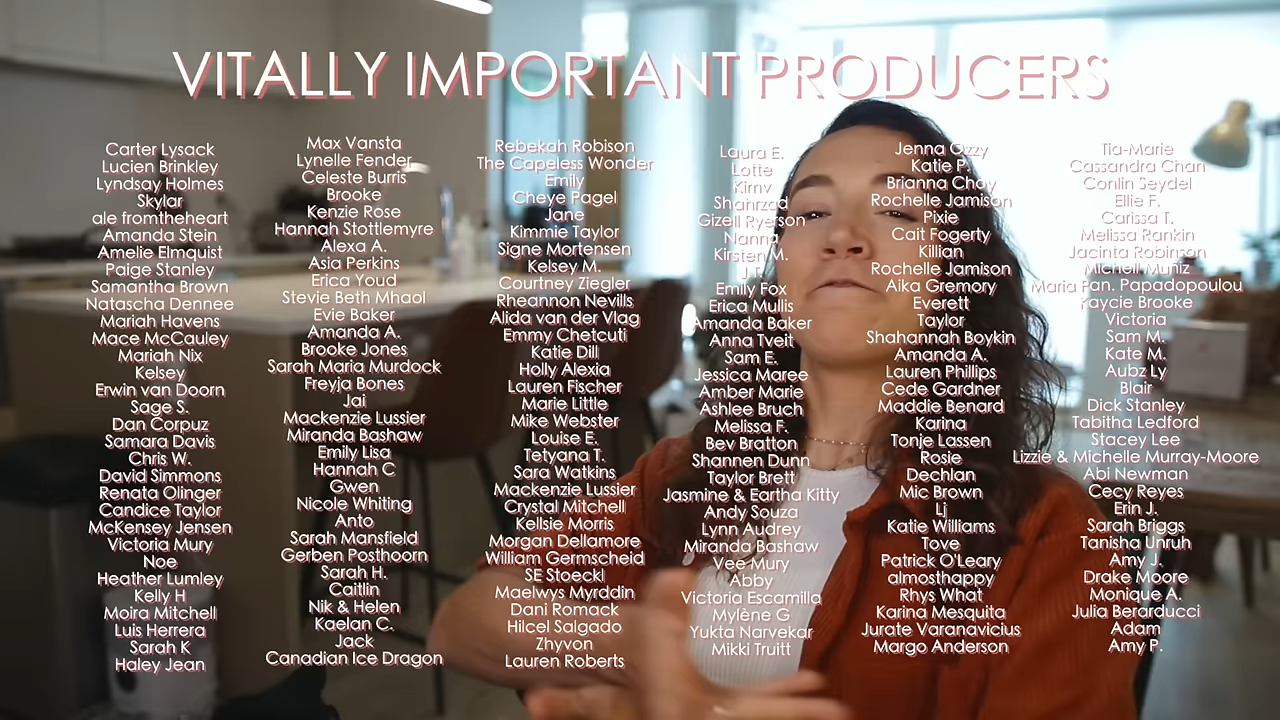 VITALLY IMPORTANT PRODUCERS
Carter Lysack
Lucien Brinkley
Lyndsay Holmes
Skylar
ale fromtheheart
Amanda Stein
Amelie Elmquist
Paige Stanley
Samantha Brown
Natascha Dennee
Mariah Havens
Mace McCauley
Mariah Nix
Kelsey
Erwin van Doorn
Sage S.
Dan Corpuz
Samara Davis
Chris W.
David Simmons
Renata Olinger
Candice Taylor
McKensey Jensen
Victoria Mury
Noe
Heather Lumley
Kelly H
Moira Mitchell
Luis Herrera
Sarah K
Haley Jean
Max Vansta
Lynelle Fender
Celeste Burris
Brooke
Kenzie Rose
Hannah Stottlemyre
Alexa A.
Asia Perkins
Erica Youd
Stevie Beth Mhaol
Evie Baker
Amanda A.
Brooke Jones
Sarah Maria Murdock
Freyja Bones
Jai
Mackenzie Lussier
Miranda Bashaw
Emily Lisa
Hannah C
Gwen
Nicole Whiting
Anto
Sarah Mansfield
Gerben Posthoorn
Sarah H.
Caitlin
Nik & Helen
Kaelan C.
Jack
Canadian Ice Dragon
Rebekah Robison
The Capeless Wonder
Emily
Cheye Pagel
Jane
Kimmie Taylor
Signe Mortensen
Kelsey M.
Courtney Ziegler
Rheannon Nevills
Alida van der Vlag
Emmy Chetcuti
Katie Dill
Holly Alexia
Lauren Fischer
Marie Little
Mike Webster
Louise E.
Tetyana T.
Sara Watkins
Mackenzie Lussier
Crystal Mitchell
Kellsie Morris
Morgan Dellamore
William Germscheid
SE Stoeckl
Maelwys Myrddin
Dani Romack
Hilcel Salgado
Zhyvon
Lauren Roberts
Laura E.
Lotte
Kimv
Shahrzad
Gizell Ryerson
Nanna
Kirsten M.
Emily Fox
Erica Mullis
Amanda Baker
Anna Tveit
Sam E.
Jessica Maree
Amber Marie
Ashlee Bruch
Melissa F.
Bev Bratton
Shannen Dunn
Taylor Brett
Jasmine & Eartha Kitty
Andy Souza
Lynn Audrey
Miranda Bashaw
Vee Mury
Abby
Victoria Escamilla
Mylène G
Yukta Narvekar
Mikki Truitt
Jenna Ozzy
Katie P.
Brianna Choy
Rochelle Jamison
Pixie
Cait Fogerty
Killian
Rochelle Jamison
Aika Gremory
Everett
Taylor
Shahannah Boykin
Amanda A.
Lauren Phillips
Cede Gardner
Maddie Benard
Karina
Tonje Lassen
Rosie
Dechlan
Mic Brown
Lj
Katie Williams
Tove
Patrick O'Leary
almosthappy
Rhys What
Karina Mesquita
Jurate Varanavicius
Margo Anderson
Tia-Marie
Cassandra Chan
Conlin Seydel
Ellie F.
Carissa T.
Melissa Rankin
Jacinta Robinson
Michell Muniz
Maria Pan. Papadopoulou
Kaycie Brooke
Victoria
Sam M.
Kate M.
Aubz Ly
Blair
Dick Stanley
Tabitha Ledford
Stacey Lee
Lizzie & Michelle Murray-Moore
Abi Newman
Cecy Reyes
Erin J.
Sarah Briggs
Tanisha Unruh
Amy J.
Drake Moore
Monique A.
Julia Berarducci
Adam
Amy P.